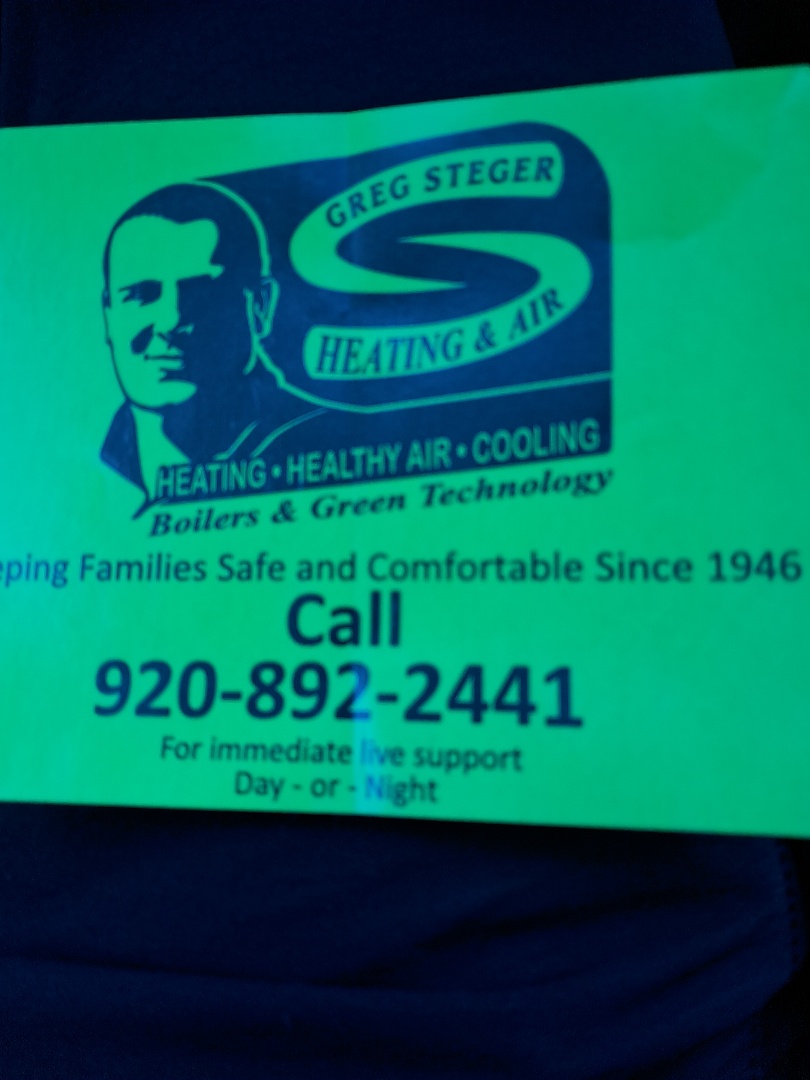 GREG STEGER
HEATING & AIR
HEATING • HEALTHY AIR • COOLING
Boilers & Green Technology
eping Families Safe and Comfortable Since 1946
Call
920-892-2441
For immediate live support
Day - or - Night